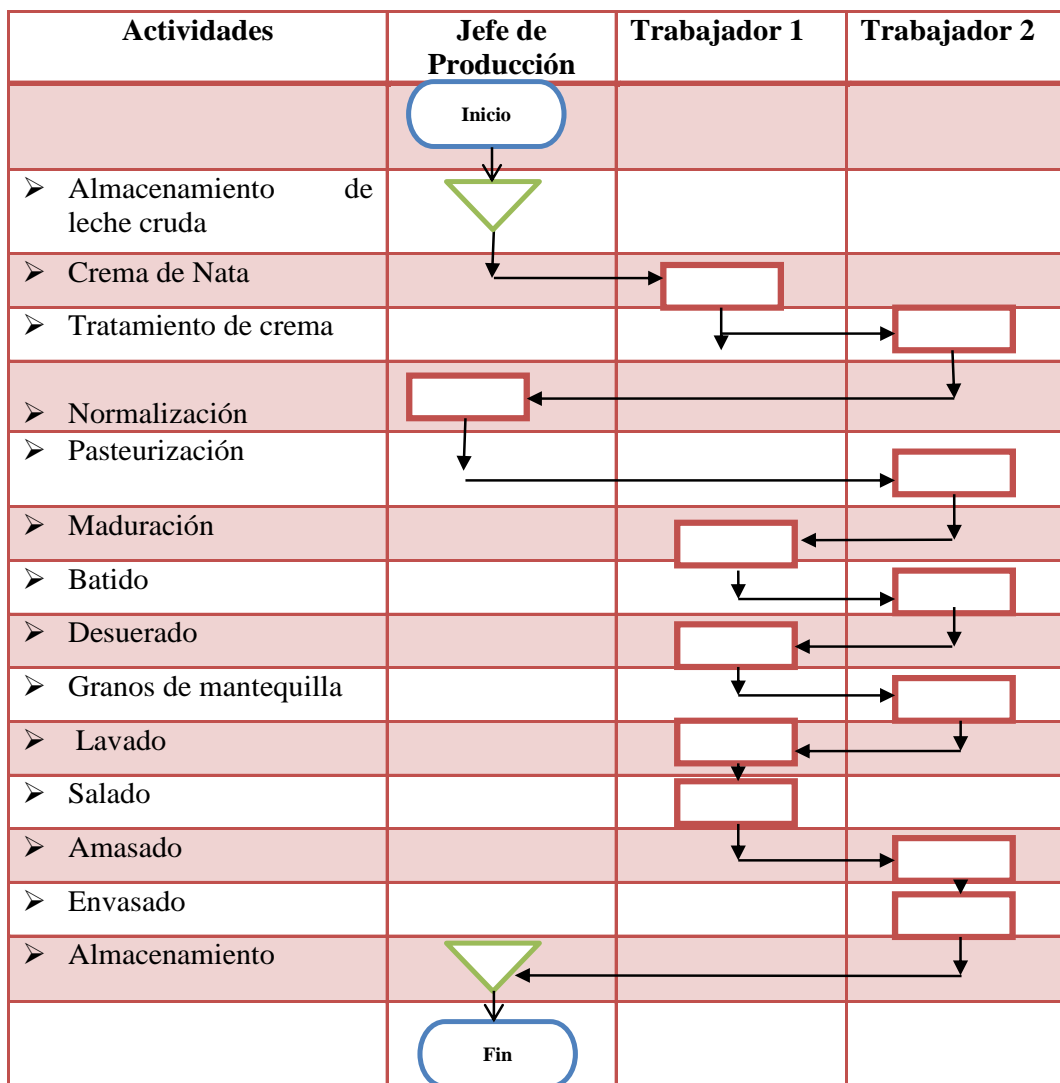 Actividades Jefe de Producción Trabajador 1 Trabajador 2
Inicio
➢ Almacenamiento de
leche cruda
➢ Crema de Nata
➢ Tratamiento de crema
➢ Normalización
➢ Pasteurización
➢ Maduración
➢ Batido
➢ Desuerado
➢ Granos de mantequilla
➢ Lavado
➢ Salado
➢ Amasado
➢ Envasado
➢ Almacenamiento
Fin